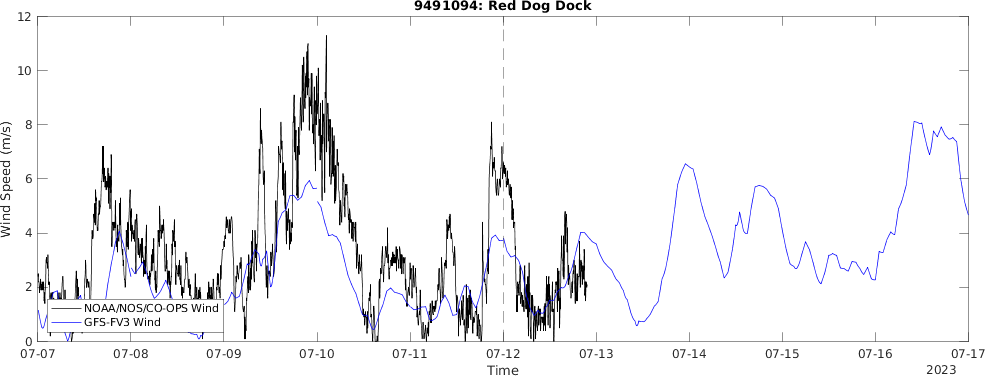 9491094: Red Dog Dock
12
10
8
6
4
2
0
Wind Speed (m/s)
NOAA/NOS/CO-OPS Wind
GFS-FV3 Wind
07-07 07-08 07-09 07-10 07-11 07-12 07-13 07-14 07-15 07-16 07-17
Time
2023